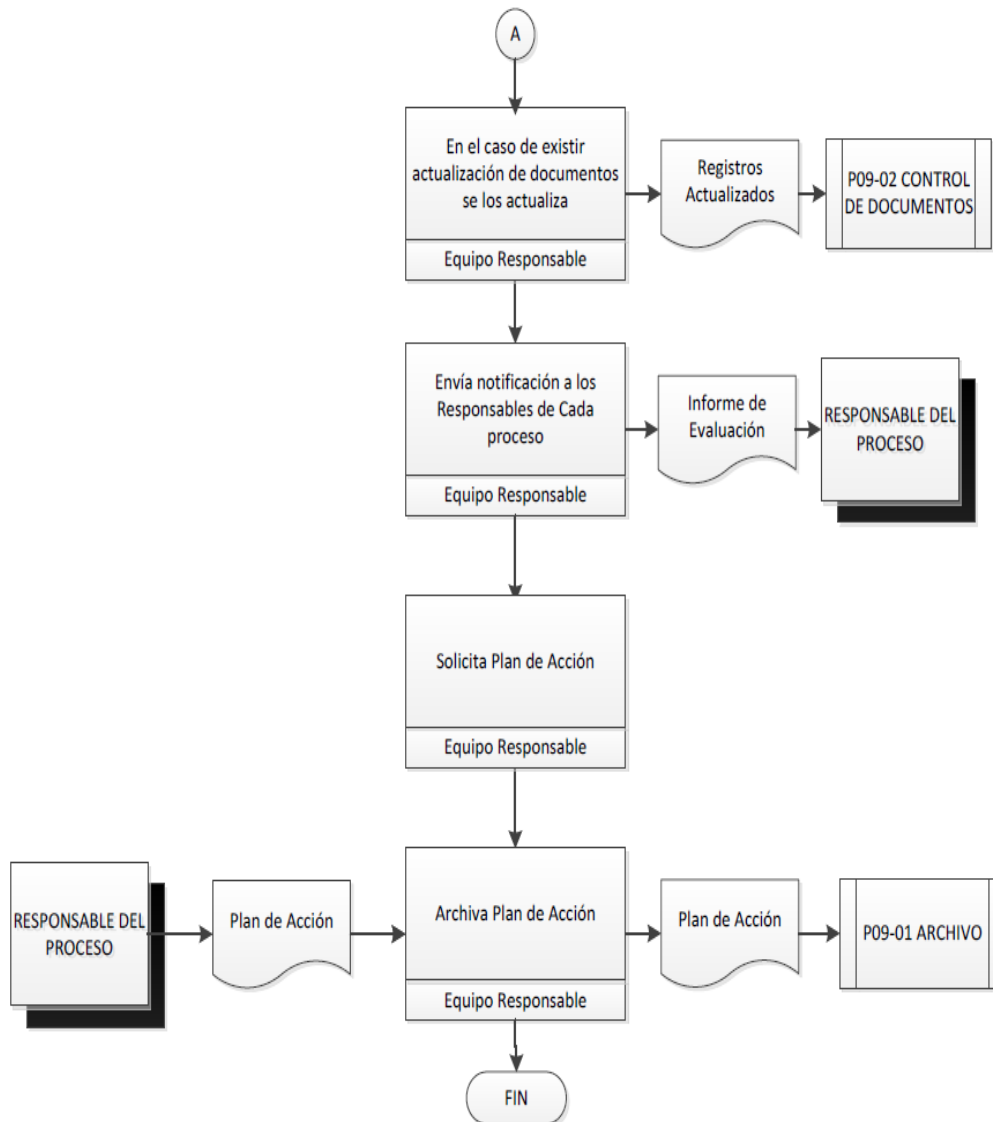 A
En el caso de existir
actualización de documentos
se los actualiza
Equipo Responsable
Registros
Actualizados
P09-02 CONTROL
DE DOCUMENTOS
Envía notificación a los
Responsables de Cada
proceso
Equipo Responsable
Informe de
Evaluación
RESPONSABLE DEL
PROCESO
Solicita Plan de Acción
Equipo Responsable
RESPONSABLE DEL
PROCESO
Plan de Acción
Archiva Plan de Acción
Equipo Responsable
Plan de Acción
P09-01 ARCHIVO
FIN